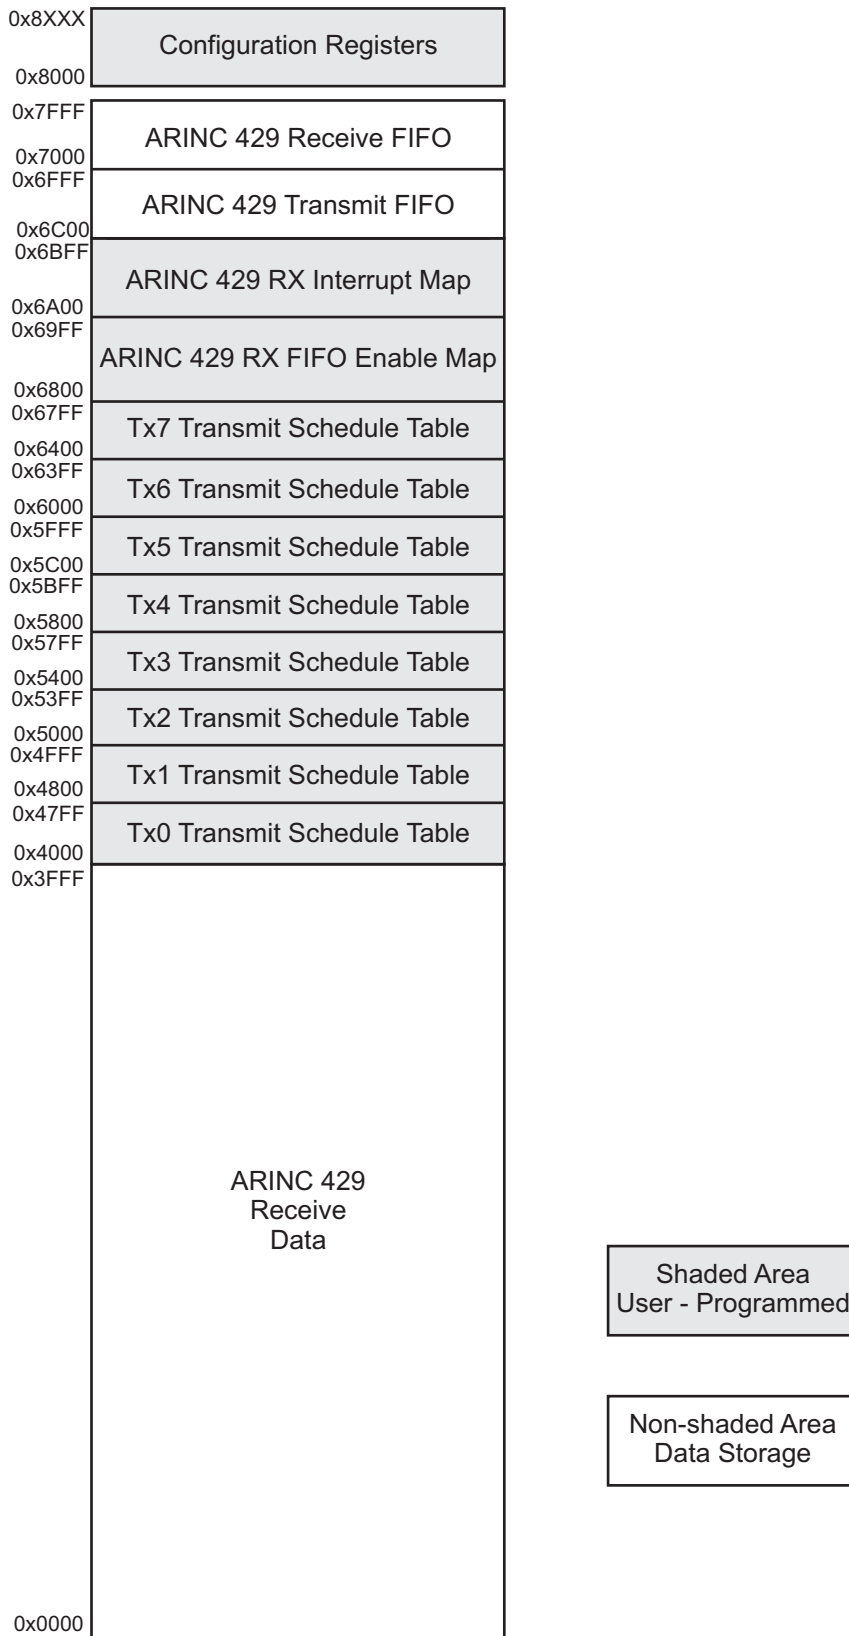 0x8XXX
Configuration Registers
0x8000
0x7FFF
ARINC 429 Receive FIFO
0x7000
0x6FFF
ARINC 429 Transmit FIFO
0x6C00
0x6BFF
ARINC 429 RX Interrupt Map
0x6A00
0x69FF
ARINC 429 RX FIFO Enable Map
0x6800
0x67FF
Tx7 Transmit Schedule Table
0x6400
0x63FF
Tx6 Transmit Schedule Table
0x6000
0x5FFF
Tx5 Transmit Schedule Table
0x5C00
0x5BFF
Tx4 Transmit Schedule Table
0x5800
0x57FF
Tx3 Transmit Schedule Table
0x5400
0x53FF
Tx2 Transmit Schedule Table
0x5000
0x4FFF
Tx1 Transmit Schedule Table
0x4800
0x47FF
Tx0 Transmit Schedule Table
0x4000
0x3FFF
ARINC 429
Receive
Data
0x0000
Shaded Area
User - Programmed
Non-shaded Area
Data Storage